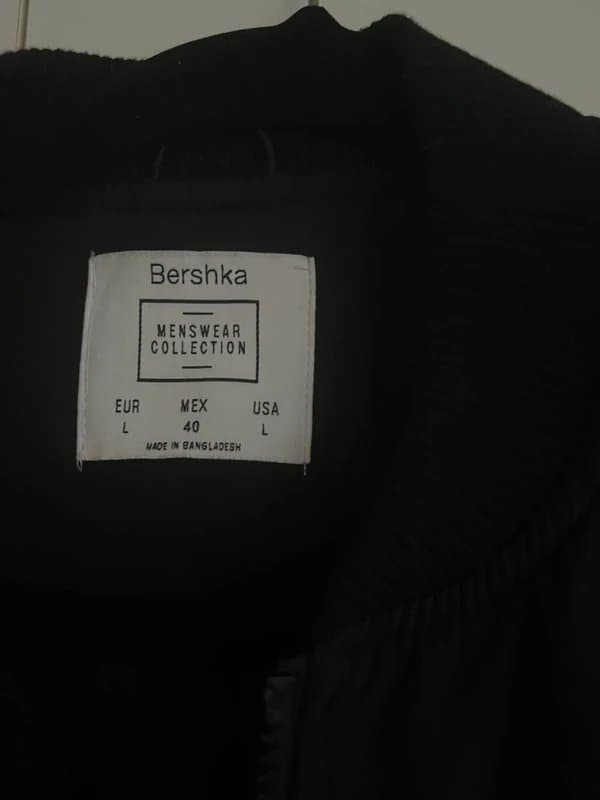 Bershka
MENSWEAR
COLLECTION
EUR MEX USA
L 40 L
MADE IN BANGLADESH